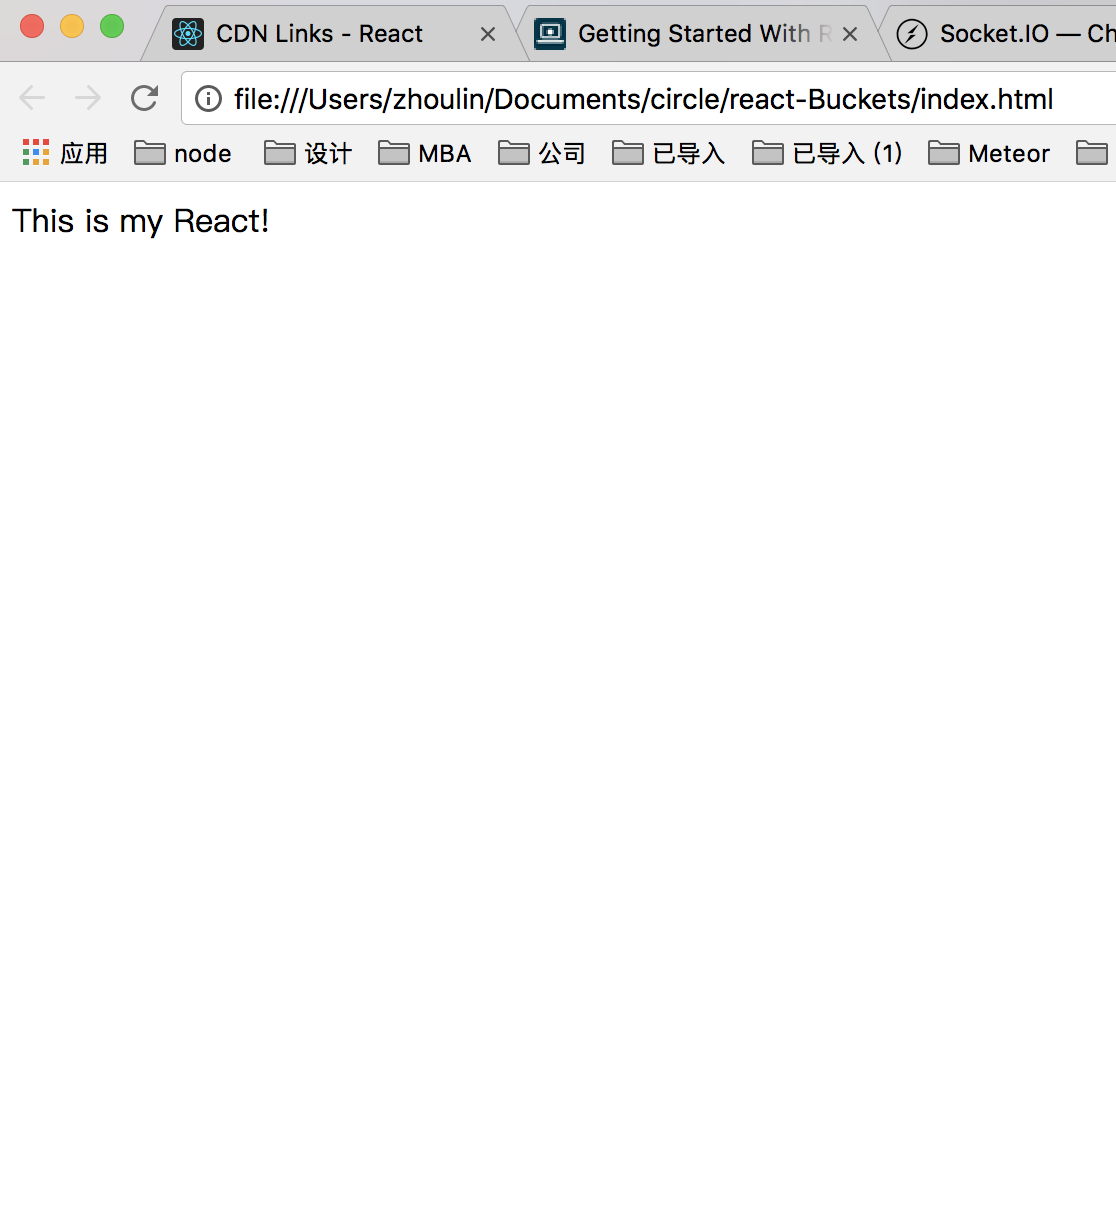 CDN Links - React
Getting Started With R
Socket.IO — Ch
file:///Users/zhoulin/Documents/circle/react-Buckets/index.html
应用 node 设计 MBA 公司 已导入 已导入 (1) Meteor
This is my React!